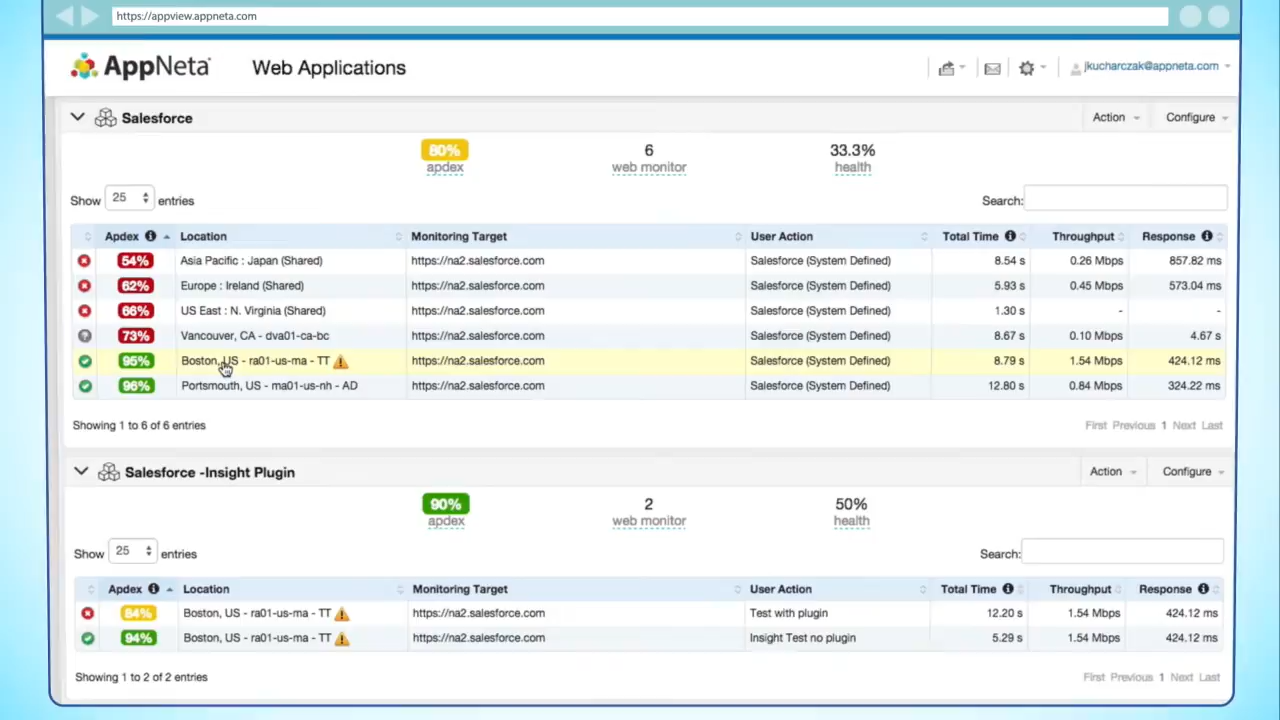 https://appview.appneta.com
AppNeta Web Applications jkucharczak@appneta.com
Salesforce Action Configure
80% 6 33.3%
apdex web monitor health
Show 25 entries Search:
Apdex Location Monitoring Target User Action Total Time Throughput Response
54% Asia Pacific : Japan (Shared) https://na2.salesforce.com Salesforce (System Defined) 8.54 s 0.26 Mbps 857.82 ms
62% Europe : Ireland (Shared) https://na2.salesforce.com Salesforce (System Defined) 5.93 s 0.45 Mbps 573.04 ms
66% US East : N. Virginia (Shared) https://na2.salesforce.com Salesforce (System Defined) 1.30 s - -
73% Vancouver, CA - dva01-ca-bc https://na2.salesforce.com Salesforce (System Defined) 8.67 s 0.10 Mbps 4.67 s
95% Boston, US - ra01-us-ma - TT https://na2.salesforce.com Salesforce (System Defined) 8.79 s 1.54 Mbps 424.12 ms
96% Portsmouth, US - ma01-us-nh - AD https://na2.salesforce.com Salesforce (System Defined) 12.80 s 0.84 Mbps 324.22 ms
Showing 1 to 6 of 6 entries First Previous 1 Next Last
Salesforce -Insight Plugin Action Configure
90% 2 50%
apdex web monitor health
Show 25 entries Search:
Apdex Location Monitoring Target User Action Total Time Throughput Response
84% Boston, US - ra01-us-ma - TT https://na2.salesforce.com Test with plugin 12.20 s 1.54 Mbps 424.12 ms
94% Boston, US - ra01-us-ma - TT https://na2.salesforce.com Insight Test no plugin 5.29 s 1.54 Mbps 424.12 ms
Showing 1 to 2 of 2 entries First Previous 1 Next Last